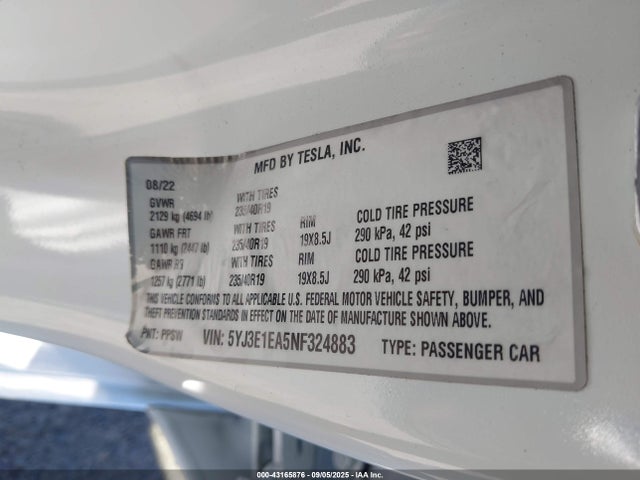 MFD BY TESLA, INC.
08/22
GVWR
2129 kg (4694 lb)
WITH TIRES
235/40R19
GAWR FRT
1110 kg (2447 lb)
WITH TIRES
235/40R19
RIM
19X8.5J
COLD TIRE PRESSURE
290 kPa, 42 psi
GAWR RR
1257 kg (2771 lb)
WITH TIRES
235/40R19
RIM
19X8.5J
COLD TIRE PRESSURE
290 kPa, 42 psi
THIS VEHICLE CONFORMS TO ALL APPLICABLE U.S. FEDERAL MOTOR VEHICLE SAFETY, BUMPER, AND
THEFT PREVENTION STANDARDS IN EFFECT ON THE DATE OF MANUFACTURE SHOWN ABOVE.
PNT: PPSW VIN: 5YJ3E1EA5NF324883 TYPE: PASSENGER CAR
000-43165876 - 09/05/2025 - IAA Inc.